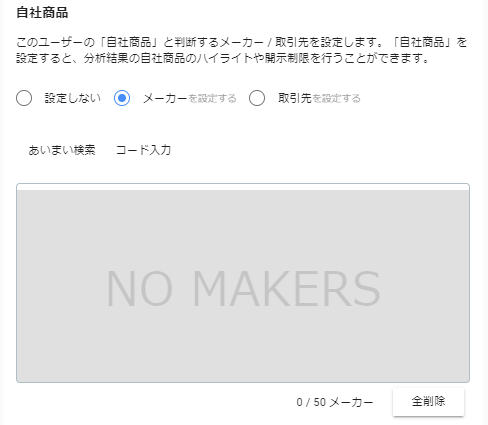 自社商品
このユーザーの「自社商品」と判断するメーカー / 取引先を設定します。「自社商品」を
設定すると、分析結果の自社商品のハイライトや開示制限を行うことができます。
設定しない メーカーを設定する 取引先を設定する
あいまい検索 コード入力
NO MAKERS
0 / 50 メーカー 全削除